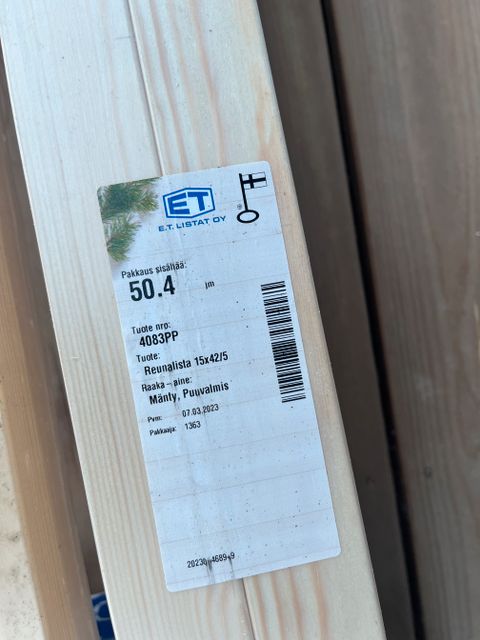 E.T.
E.T. LISTAT OY
Pakkaus sisältää:
50.4 jm
Tuote nro:
4083PP
Tuote:
Reunalista 15x42/5
Raaka-aine:
Mänty, Puuvalmis
Pvm: 07.03.2023
Pakkaaja: 1363